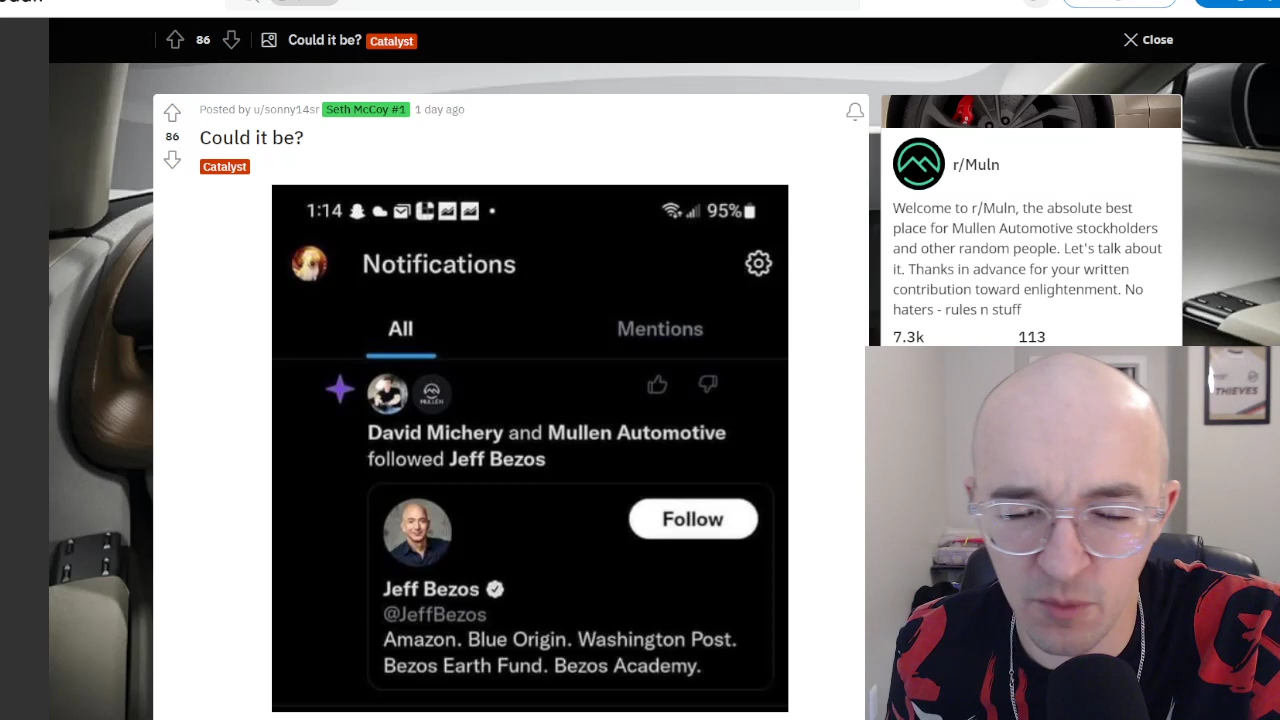 86
Could it be?
Catalyst
Close
Posted by u/sonny14sr Seth McCoy #1 1 day ago
86
Could it be?
Catalyst
1:14
95%
Notifications
All
Mentions
MULLEN
David Michery and Mullen Automotive
followed Jeff Bezos
Follow
Jeff Bezos
@JeffBezos
Amazon. Blue Origin. Washington Post.
Bezos Earth Fund. Bezos Academy.
r/Muln
Welcome to r/Muln, the absolute best
place for Mullen Automotive stockholders
and other random people. Let's talk about
it. Thanks in advance for your written
contribution toward enlightenment. No
haters - rules n stuff
7.3k
113
THIEVES